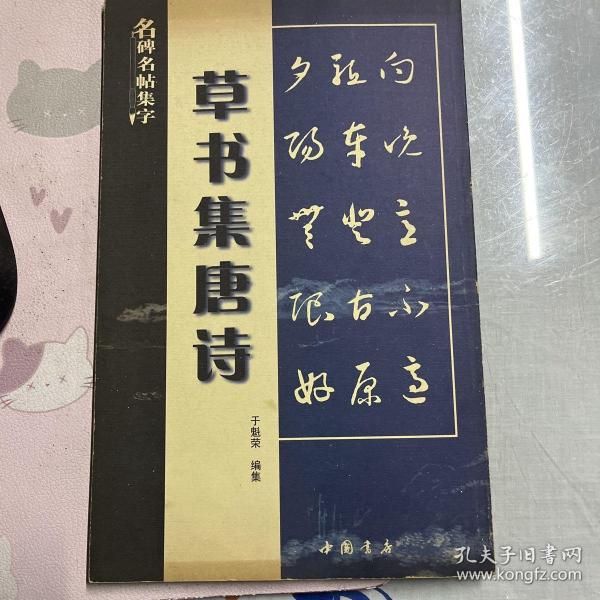 名碑名帖集字
草书集唐诗
于魁荣 编集
向晚意不适
驱车登古原
夕阳无限好
中国书店
孔夫子旧书网
www.kongfz.com